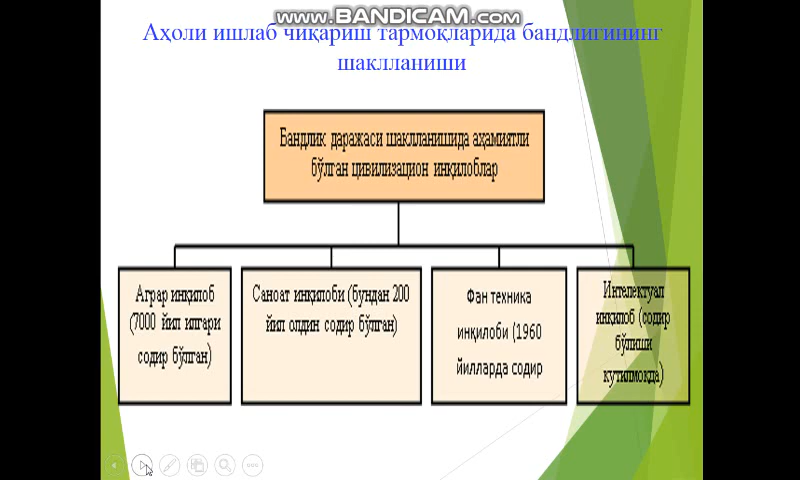 www.BANDICAM.com
Аҳоли ишлаб чиқариш тармоқларида бандлигининг
шаклланиши
Бандлик даражаси шаклланишида аҳамиятли
бўлган цивилизацион инқилоблар
Аграр инқилоб
(7000 йил илгари
содир бўлган)
Саноат инқилоби (бундан 200
йил олдин содир бўлган)
Фан техника
инқилоби (1960
йилларда содир
Интелектуал
инқилоб (содир
бўлиши
кутилмоқда)